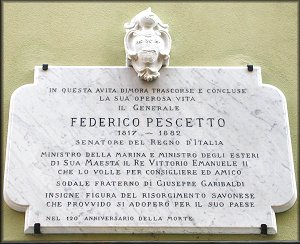 IN QUESTA AVITA DIMORA TRASCORSE E CONCLUSE
LA SUA OPEROSA VITA
IL GENERALE
FEDERICO PESCETTO
1817 — 1882
SENATORE DEL REGNO D'ITALIA
MINISTRO DELLA MARINA E MINISTRO DEGLI ESTERI
DI SUA MAESTÀ IL RE VITTORIO EMANUELE II
CHE LO VOLLE PER CONSIGLIERE ED AMICO
SODALE FRATERNO DI GIUSEPPE GARIBALDI
INSIGNE FIGURA DEL RISORGIMENTO SAVONESE
CHE PROVVIDO SI ADOPERÒ PER IL SUO PAESE
NEL 120° ANNIVERSARIO DELLA MORTE